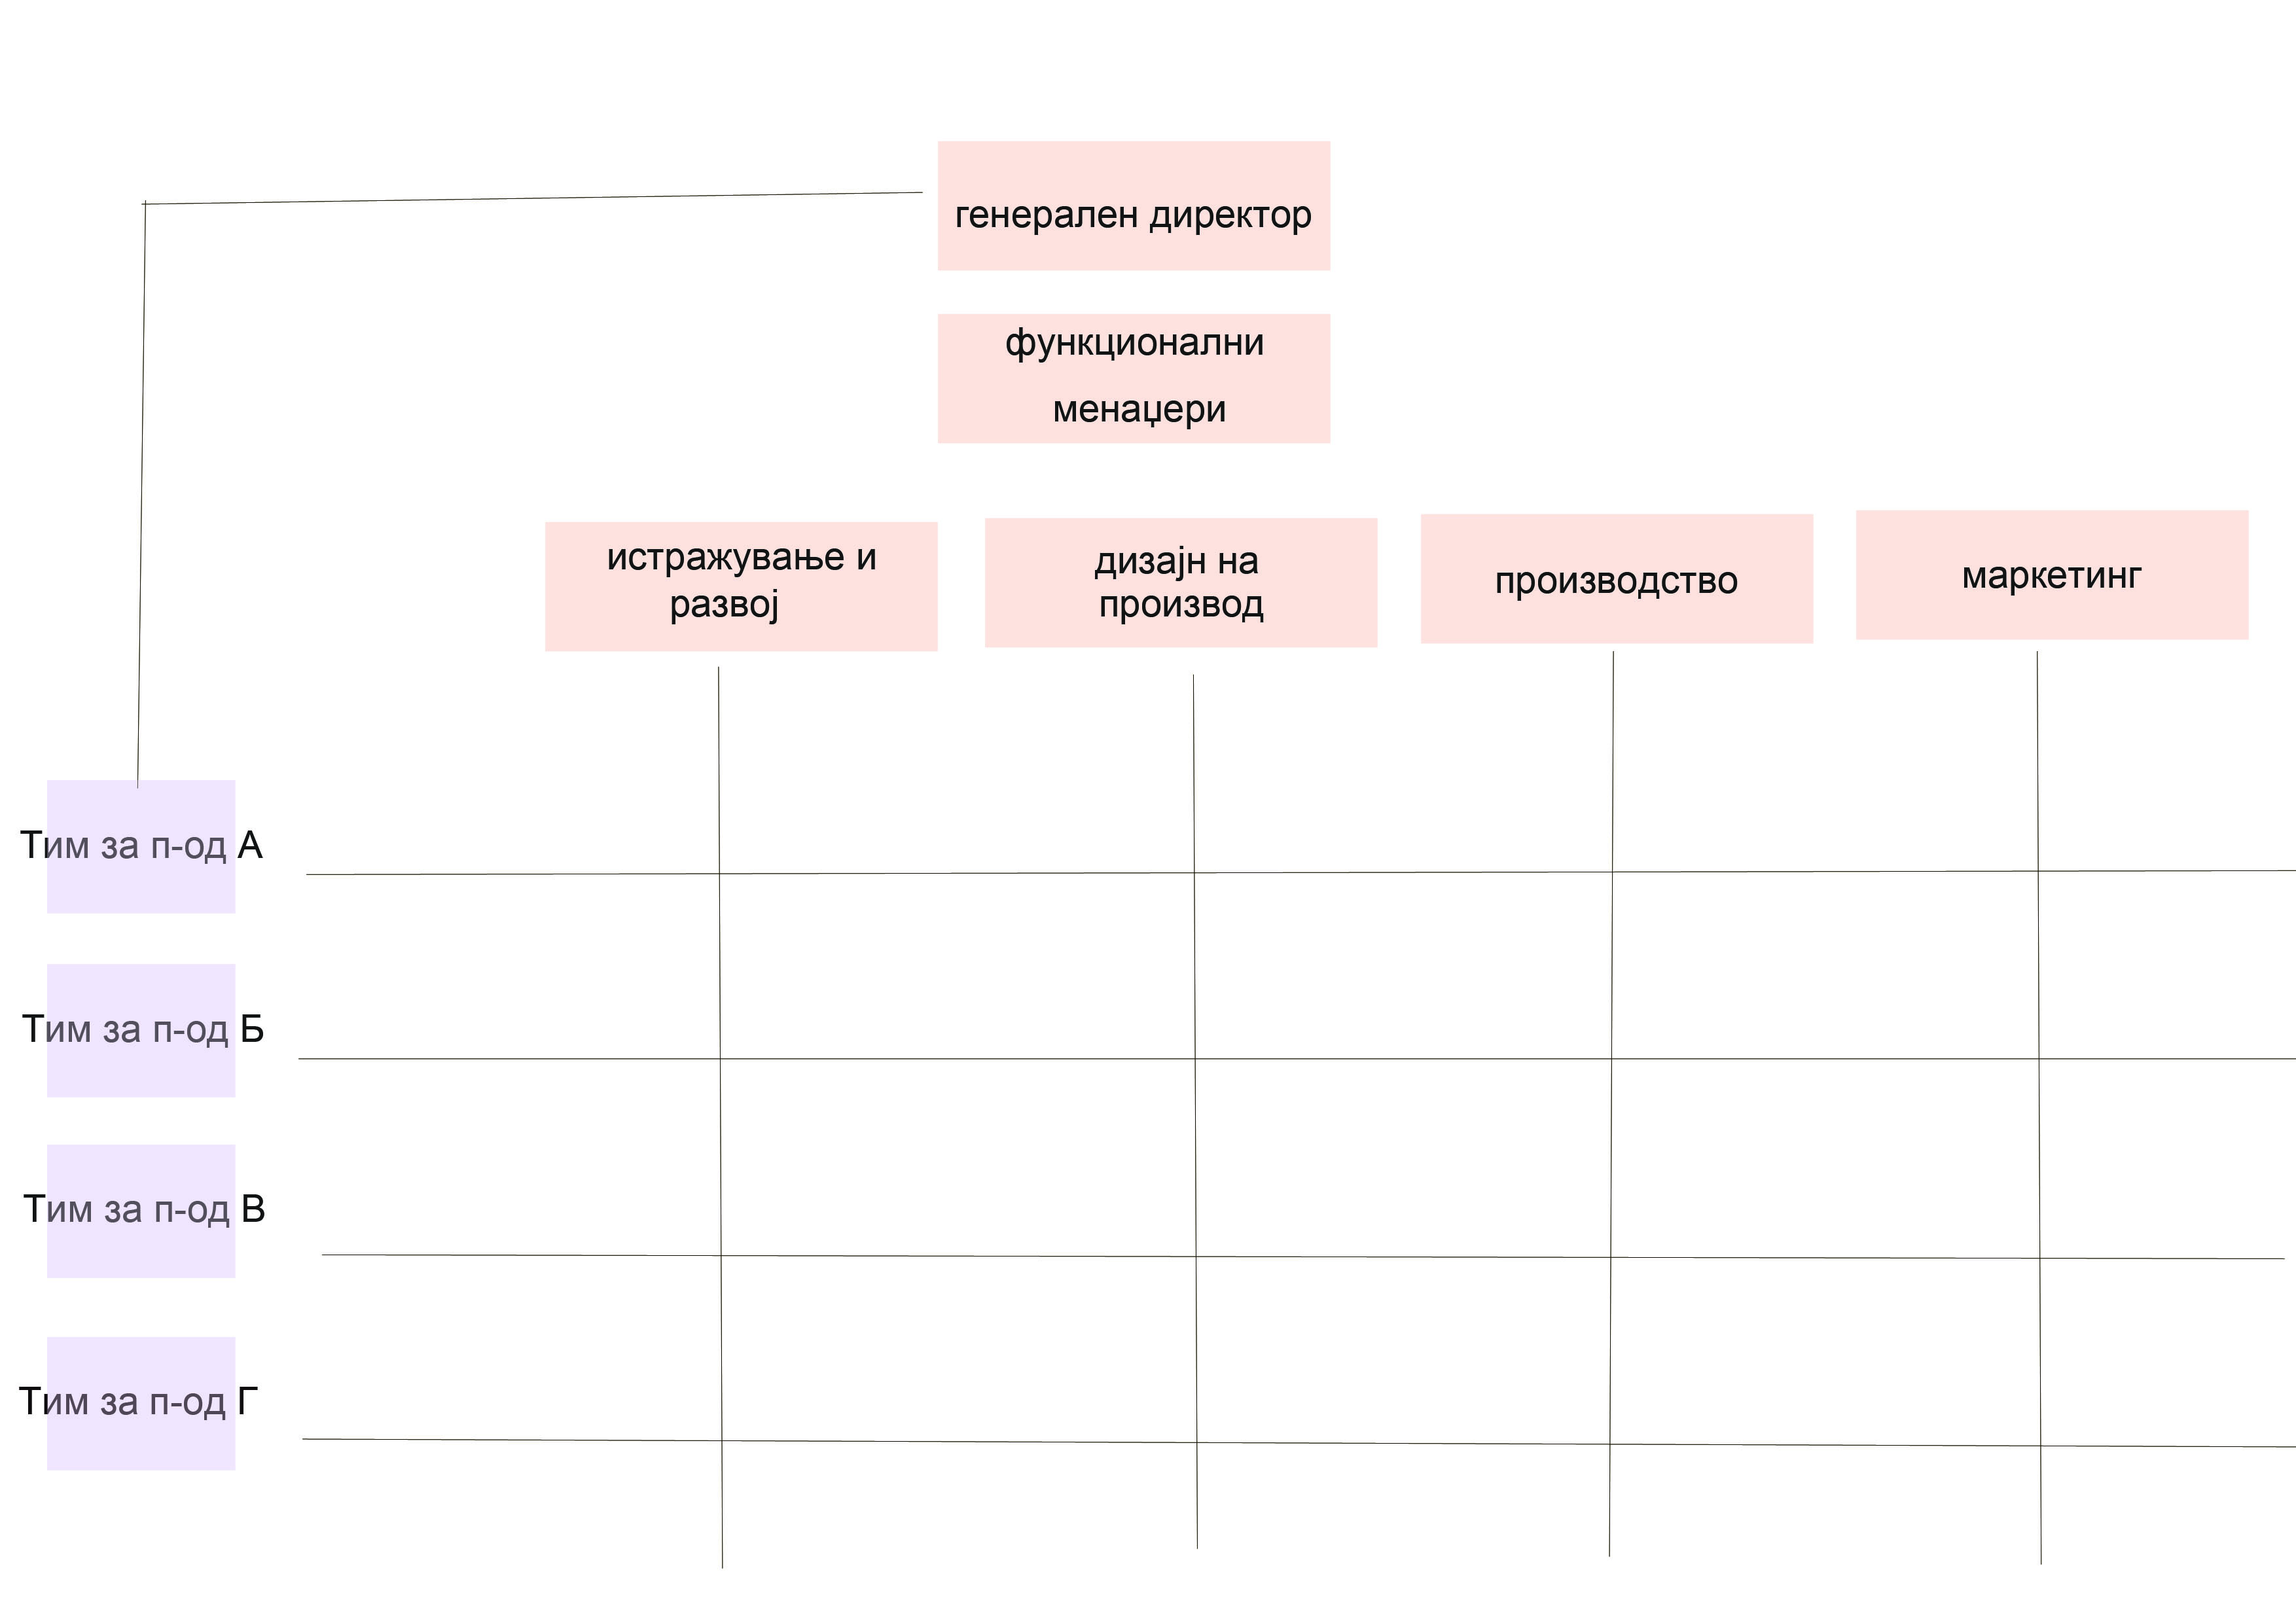 генерален директор
функционални
менаџери
истражување и
развој
дизајн на
производ
производство
маркетинг
Тим за п-од А
Тим за п-од Б
Тим за п-од В
Тим за п-од Г